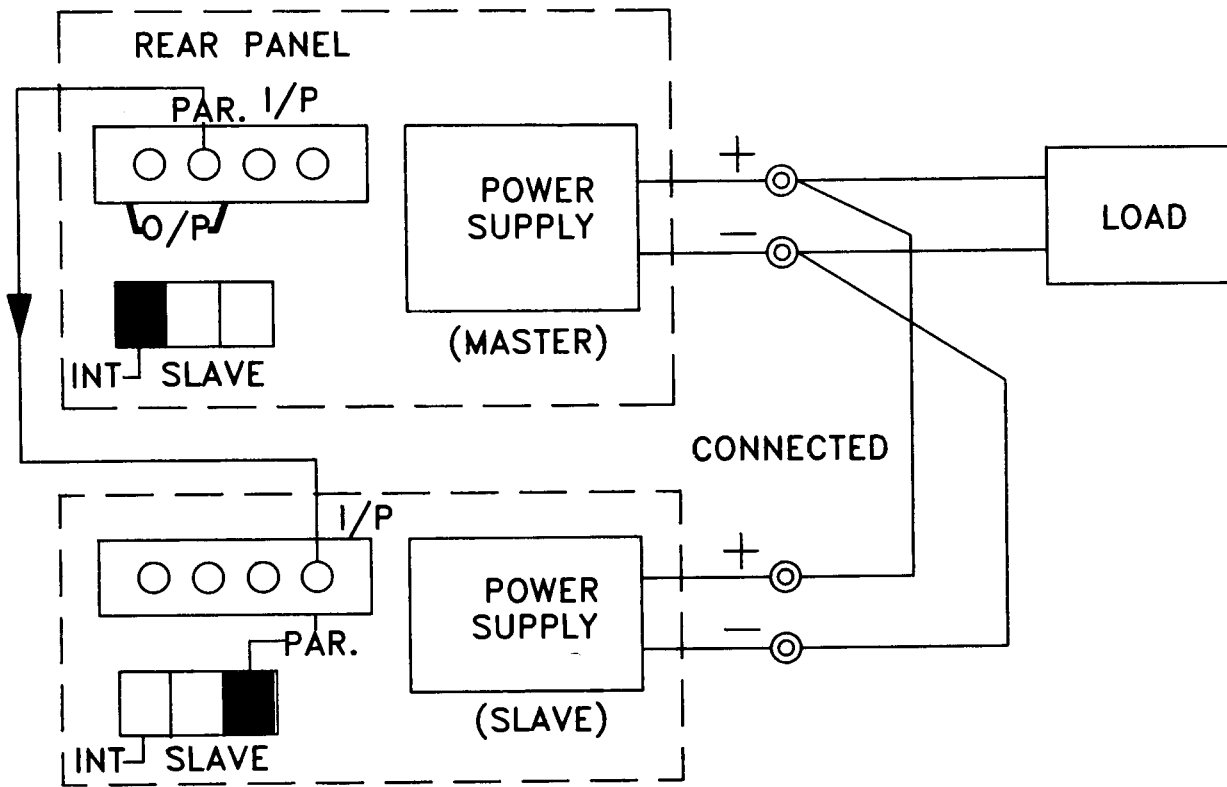 REAR PANEL
PAR. I/P
O/P
POWER
SUPPLY
+
−
LOAD
(MASTER)
INT SLAVE
CONNECTED
I/P
POWER
SUPPLY
+
−
PAR.
(SLAVE)
INT SLAVE